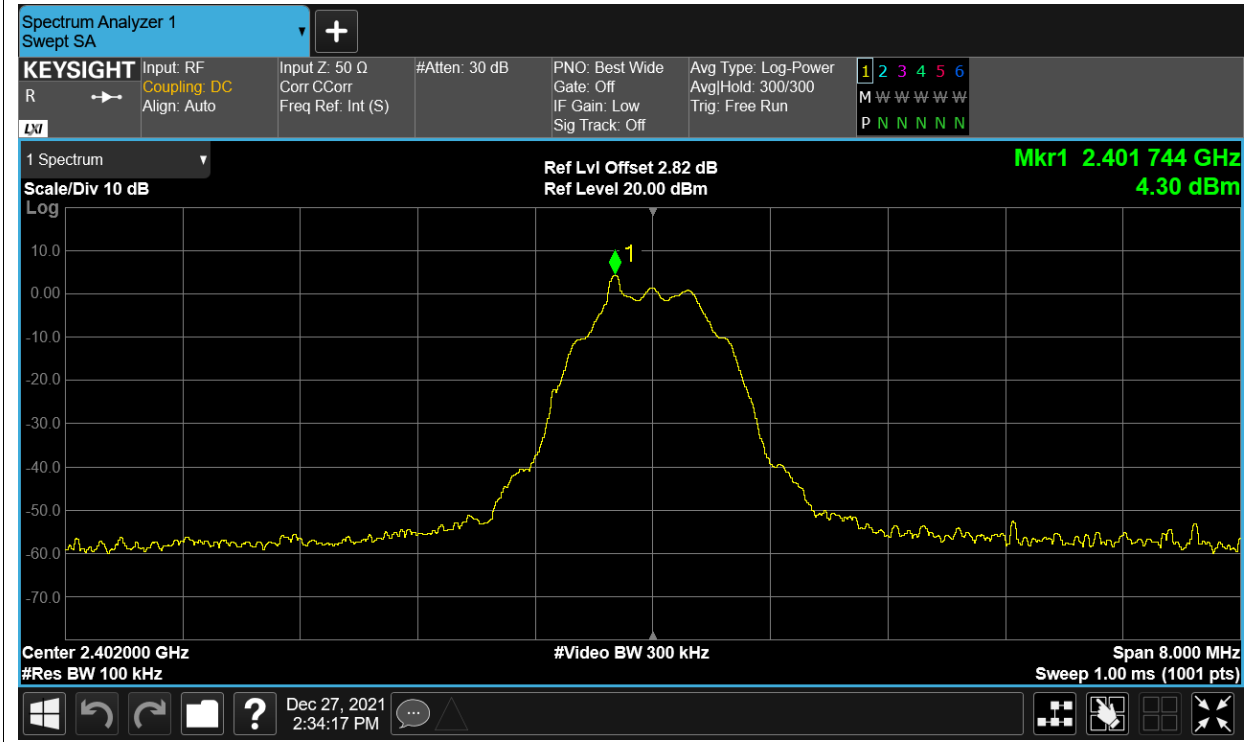 Spectrum Analyzer 1
Swept SA
KEYSIGHT Input: RF Input Z: 50 Ω #Atten: 30 dB PNO: Best Wide Avg Type: Log-Power 1 2 3 4 5 6
R Coupling: DC Corr CCorr Gate: Off Avg|Hold: 300/300 M W W W W W W
Align: Auto Freq Ref: Int (S) IF Gain: Low Trig: Free Run
LXI Sig Track: Off P N N N N N N
1 Spectrum Ref Lvl Offset 2.82 dB Mkr1 2.401 744 GHz
Scale/Div 10 dB Ref Level 20.00 dBm 4.30 dBm
Log
1
10.0
0.00
-10.0
-20.0
-30.0
-40.0
-50.0
-60.0
-70.0
Center 2.402000 GHz #Video BW 300 kHz Span 8.000 MHz
#Res BW 100 kHz Sweep 1.00 ms (1001 pts)
? Dec 27, 2021
2:34:17 PM